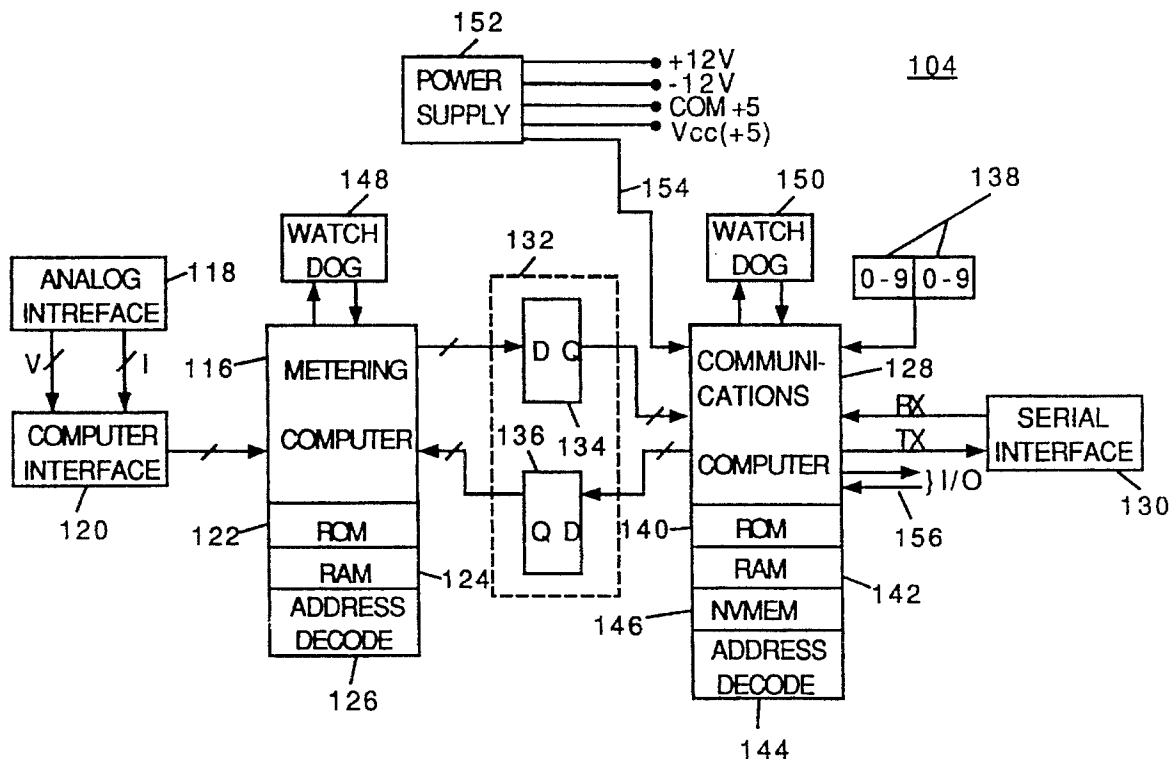 152
POWER
SUPPLY
+12V
-12V
COM +5
Vcc(+5)
104
154
148
WATCH
DOG
150
WATCH
DOG
138
0-9 0-9
132
ANALOG
INTREFACE
118
V
I
COMPUTER
INTERFACE
120
116
METERING
COMPUTER
122
ROM
RAM
124
ADDRESS
DECODE
126
D Q
134
136
Q D
COMMUNI-
CATIONS
COMPUTER
128
RX
TX
SERIAL
INTERFACE
130
} I/O
156
140
ROM
RAM
142
146
NVMEM
ADDRESS
DECODE
144